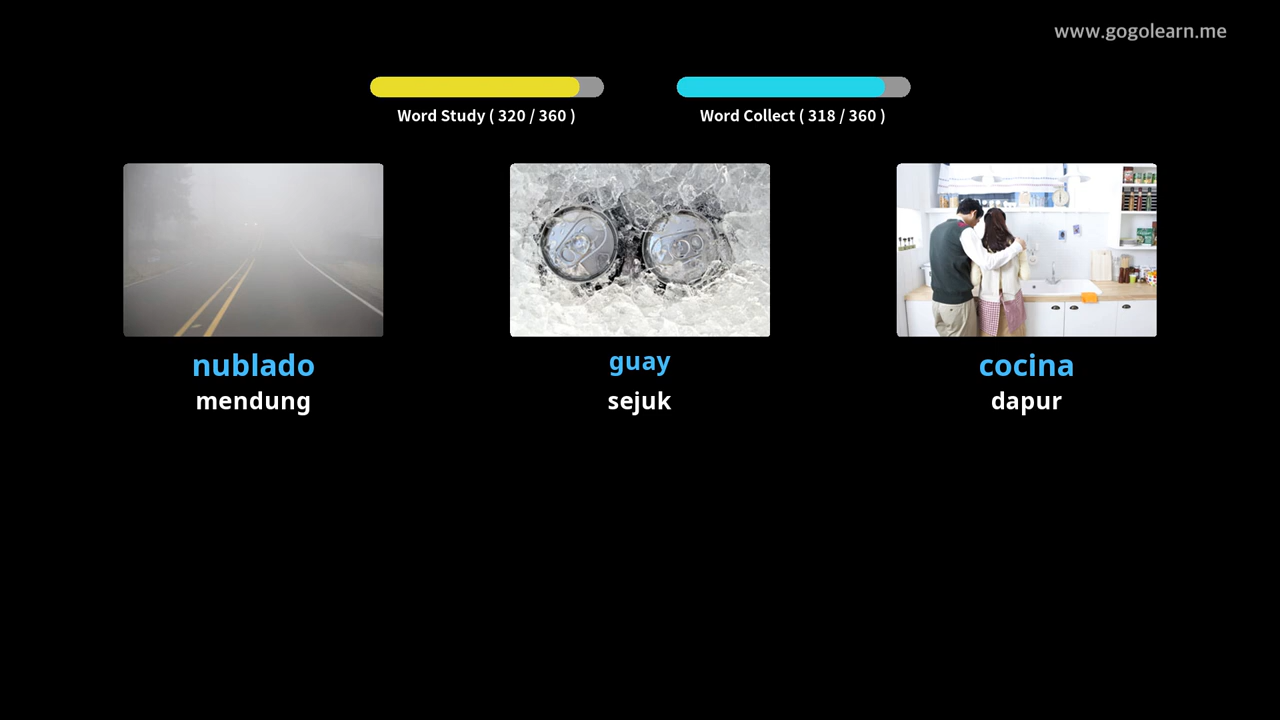 www.gogolearn.me
Word Study ( 320 / 360 )
Word Collect ( 318 / 360 )
nublado
guay
cocina
mendung
sejuk
dapur